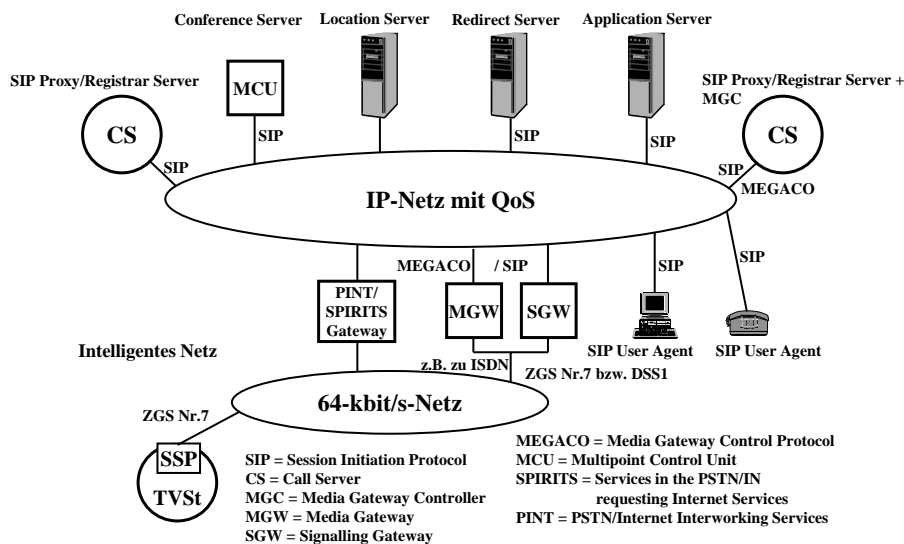 Conference Server
Location Server
Redirect Server
Application Server
SIP Proxy/Registrar Server
MCU
SIP Proxy/Registrar Server +
MGC
CS
CS
SIP
SIP
SIP
SIP
SIP
SIP
MEGACO
IP-Netz mit QoS
MEGACO / SIP
SIP
SIP
PINT/
SPIRITS
Gateway
MGW
SGW
SIP User Agent
SIP User Agent
Intelligentes Netz
z.B. zu ISDN
ZGS Nr.7 bzw. DSS1
64-kbit/s-Netz
ZGS Nr.7
SSP
TVSt
SIP = Session Initiation Protocol
CS = Call Server
MGC = Media Gateway Controller
MGW = Media Gateway
SGW = Signalling Gateway
MEGACO = Media Gateway Control Protocol
MCU = Multipoint Control Unit
SPIRITS = Services in the PSTN/IN
requesting Internet Services
PINT = PSTN/Internet Interworking Services